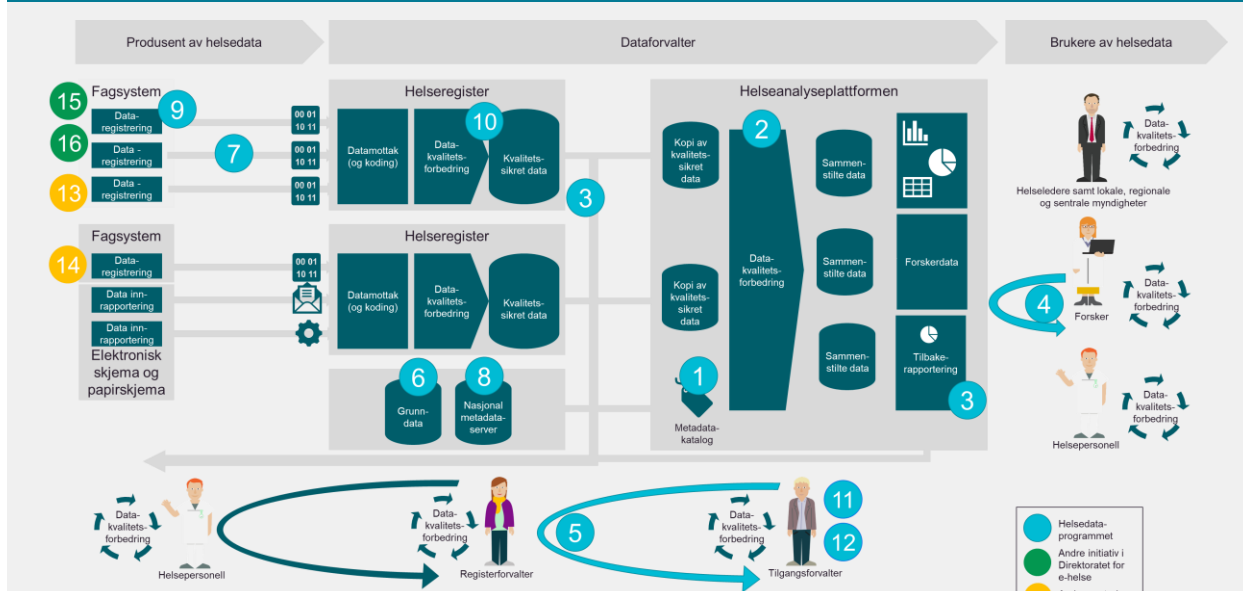 Produsent av helsedata
Dataforvalter
Brukere av helsedata
Fagsystem
15
Data-
registrering
9
00 01
10 11
16
Data -
registrering
7
00 01
10 11
13
Data -
registrering
00 01
10 11
Helseregister
Datamottak
(og koding)
Data-
kvalitets-
forbedring
10
Kvalitets-
sikret data
3
Fagsystem
14
Data-
registrering
00 01
10 11
Data inn-
rapportering
Data inn-
rapportering
Elektronisk
skjema og
papirskjema
Helseregister
Datamottak
(og koding)
Data-
kvalitets-
forbedring
Kvalitets-
sikret data
6
Grunn-
data
8
Nasjonal
metadata-
server
Helseanalyseplattformen
Kopi av
kvalitets-
sikret
data
Kopi av
kvalitets-
sikret
data
1
Metadata-
katalog
2
Data-
kvalitets-
forbedring
Sammen-
stilte data
Sammen-
stilte data
Sammen-
stilte data
Forskerdata
Tilbake-
rapportering
3
Data-
kvalitets-
forbedring
Helseledere samt lokale, regionale
og sentrale myndigheter
4
Forsker
Data-
kvalitets-
forbedring
Helsepersonell
Data-
kvalitets-
forbedring
Data-
kvalitets-
forbedring
Helsepersonell
Data-
kvalitets-
forbedring
Registerforvalter
5
Data-
kvalitets-
forbedring
Tilgangsforvalter
11
12
Helsedata-
programmet
Andre initiativ i
Direktoratet for
e-helse